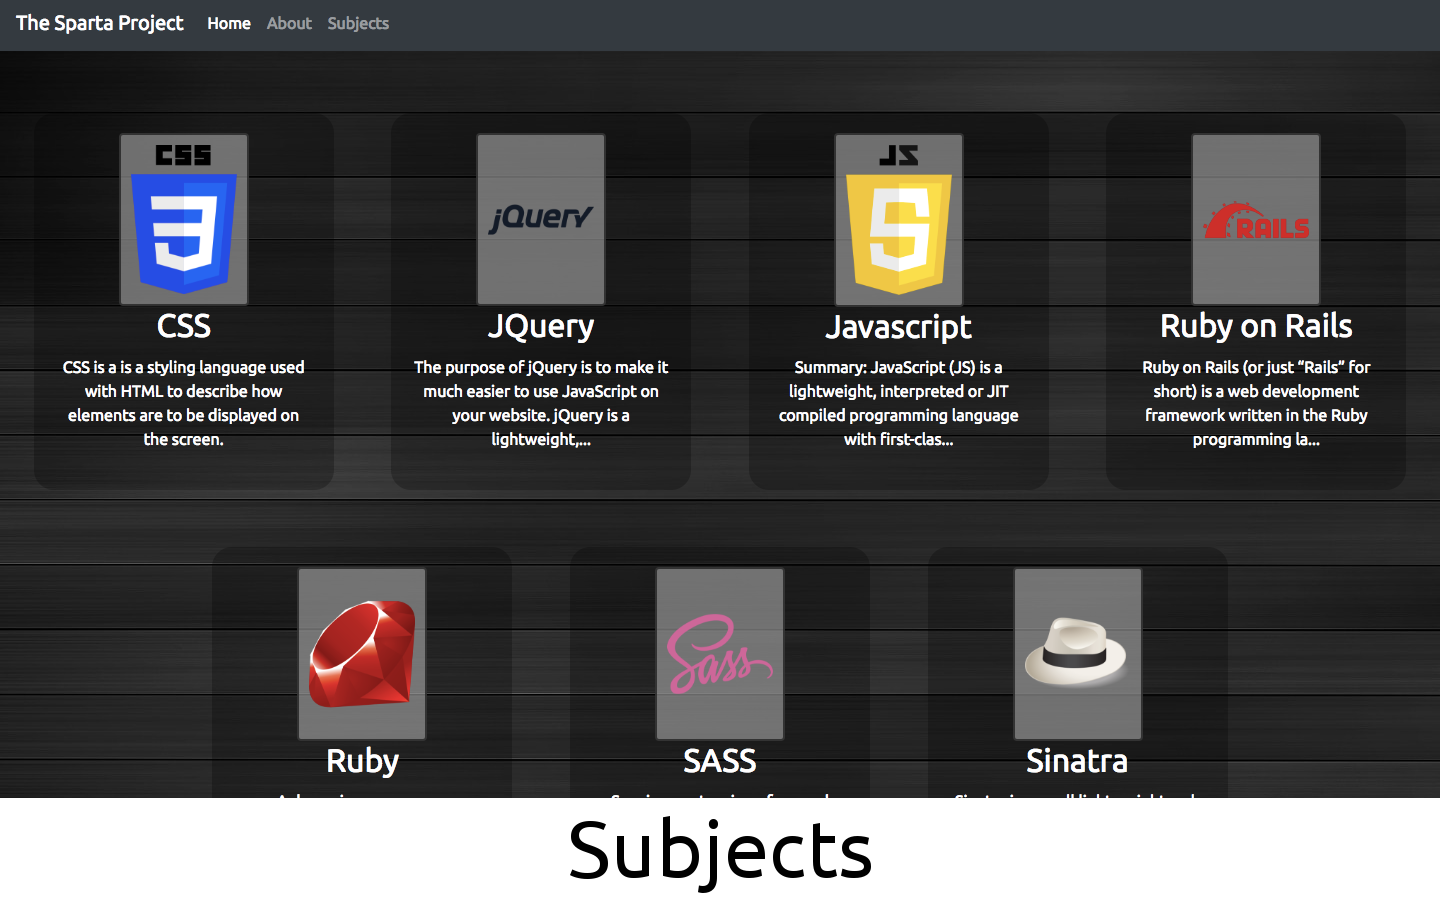 The Sparta Project Home About Subjects
CSS
jQuery
JS
RAILS
CSS
CSS is a is a styling language used
with HTML to describe how
elements are to be displayed on
the screen.
JQuery
The purpose of jQuery is to make it
much easier to use JavaScript on
your website. jQuery is a
lightweight,...
Javascript
Summary: JavaScript (JS) is a
lightweight, interpreted or JIT
compiled programming language
with first-clas...
Ruby on Rails
Ruby on Rails (or just “Rails” for
short) is a web development
framework written in the Ruby
programming la...
Sass
Ruby
SASS
Sinatra
Subjects